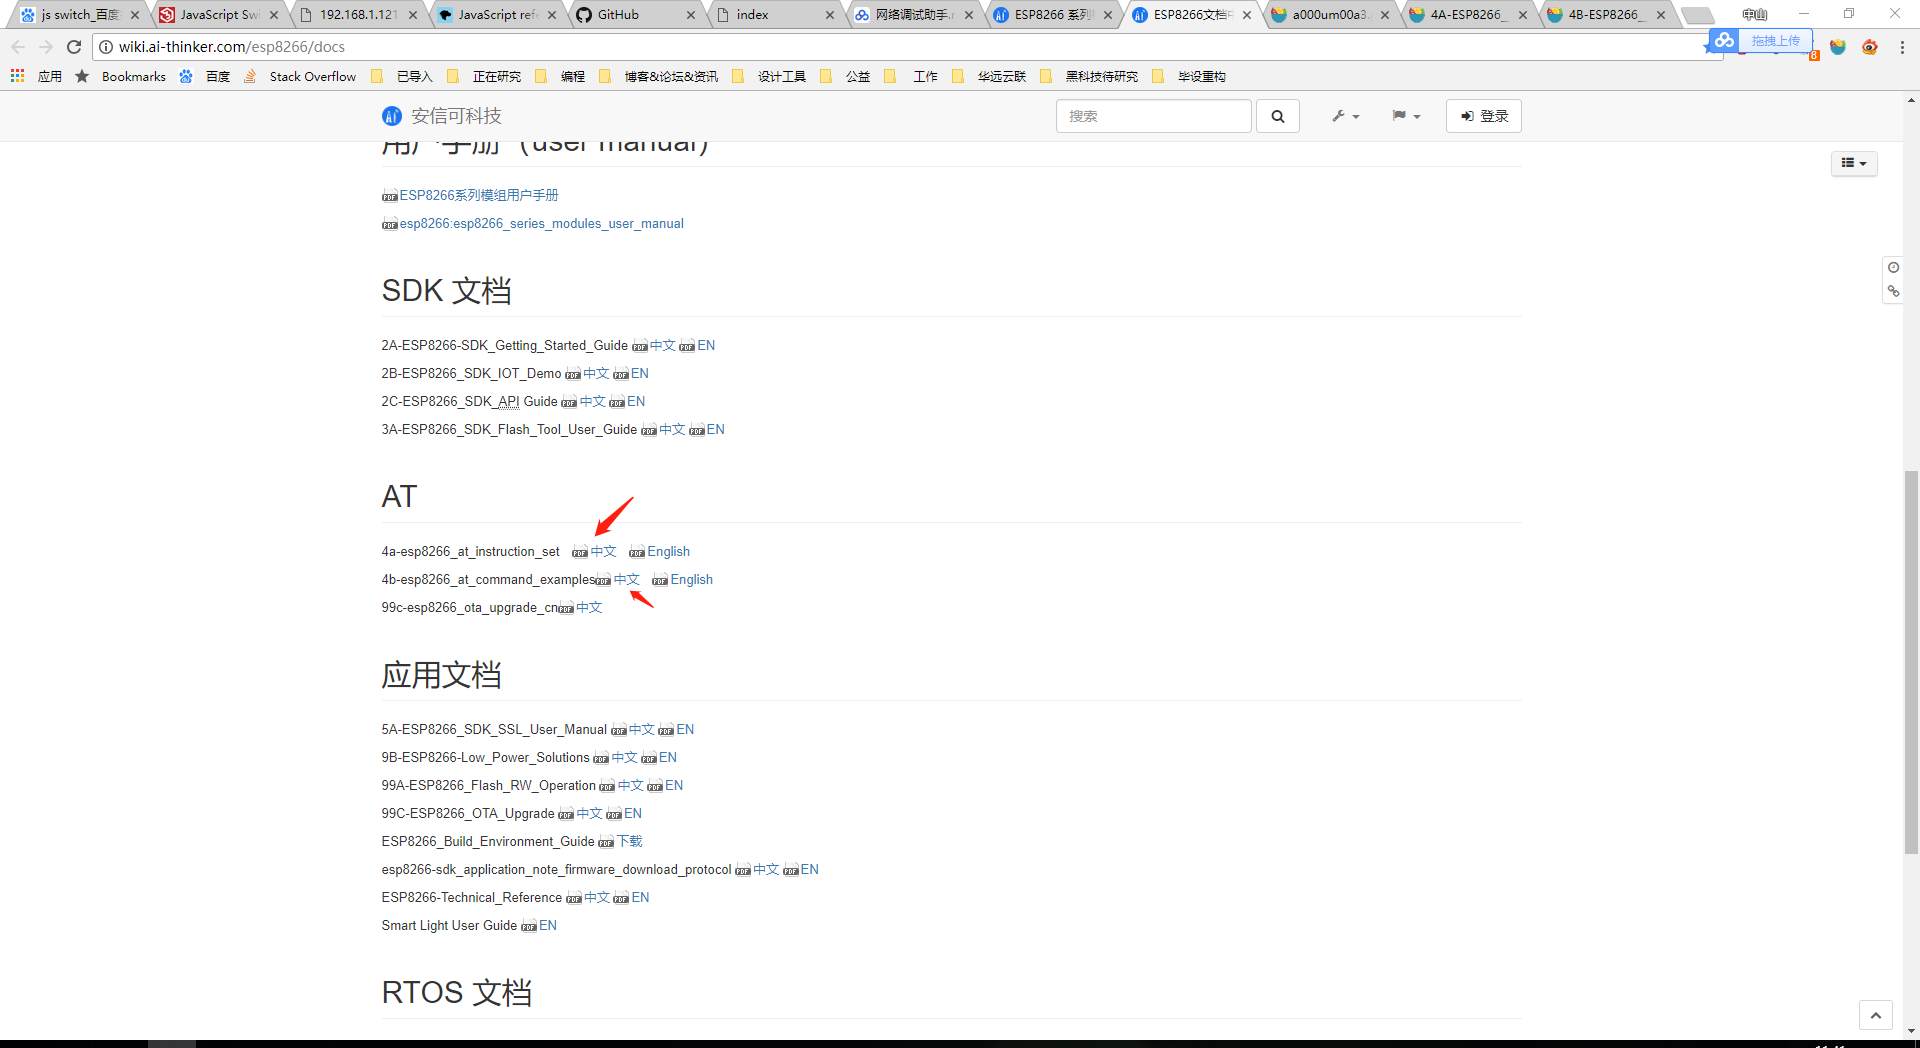 js switch_百度
JavaScript Swi
192.168.1.121
JavaScript refe
GitHub
index
网络调试助手.r
ESP8266 系列
ESP8266文档中
a000um00a3.
4A-ESP8266_
4B-ESP8266_
中山
wiki.ai-thinker.com/esp8266/docs
拖拽上传
8
应用
Bookmarks
百度
Stack Overflow
已导入
正在研究
编程
博客&论坛&资讯
设计工具
公益
工作
华远云联
黑科技待研究
毕设重构
安信可科技
搜索
登录
用户手册 (user manual)
ESP8266系列模组用户手册
esp8266:esp8266_series_modules_user_manual
SDK 文档
2A-ESP8266-SDK_Getting_Started_Guide 中文 EN
2B-ESP8266_SDK_IOT_Demo 中文 EN
2C-ESP8266_SDK_API Guide 中文 EN
3A-ESP8266_SDK_Flash_Tool_User_Guide 中文 EN
AT
4a-esp8266_at_instruction_set 中文 English
4b-esp8266_at_command_examples 中文 English
99c-esp8266_ota_upgrade_cn 中文
应用文档
5A-ESP8266_SDK_SSL_User_Manual 中文 EN
9B-ESP8266-Low_Power_Solutions 中文 EN
99A-ESP8266_Flash_RW_Operation 中文 EN
99C-ESP8266_OTA_Upgrade 中文 EN
ESP8266_Build_Environment_Guide 下载
esp8266-sdk_application_note_firmware_download_protocol 中文 EN
ESP8266-Technical_Reference 中文 EN
Smart Light User Guide EN
RTOS 文档